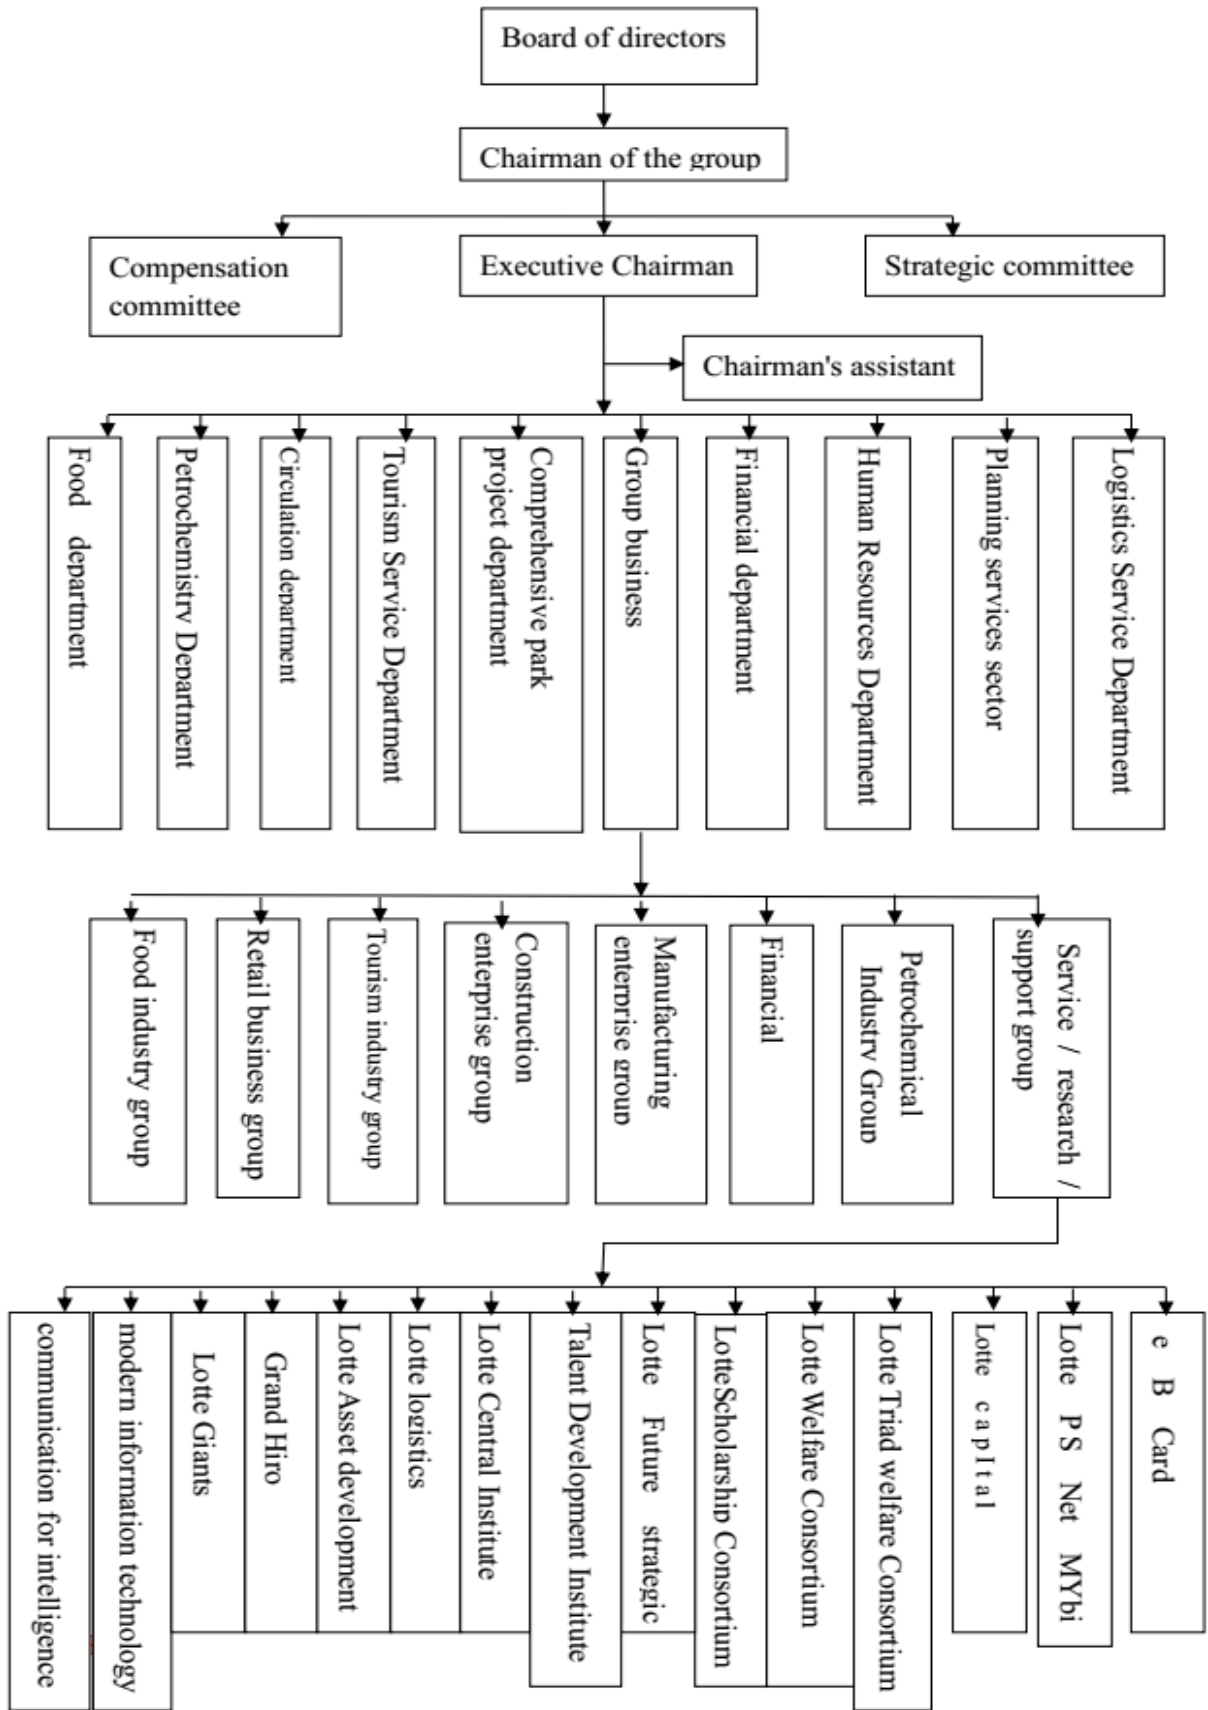 Board of directors
Chairman of the group
Compensation
committee
Executive Chairman
Strategic committee
Chairman's assistant
Food department
Petrochemistry Department
Circulation department
Tourism Service Department
Comprehensive park
project department
Group business
Financial department
Human Resources Department
Planning services sector
Logistics Service Department
Food industry group
Retail business group
Tourism industry group
Construction
enterprise group
Manufacturing
enterprise group
Financial
Petrochemical
Industry Group
Service / research /
support group
communication for intelligence
modern information technology
Lotte Giants
Grand Hiro
Lotte Asset development
Lotte logistics
Lotte Central Institute
Talent Development Institute
Lotte Future strategic
LotteScholarship Consortium
Lotte Welfare Consortium
Lotte Triad welfare Consortium
Lotte capItal
Lotte PS Net MYbi
e B Card